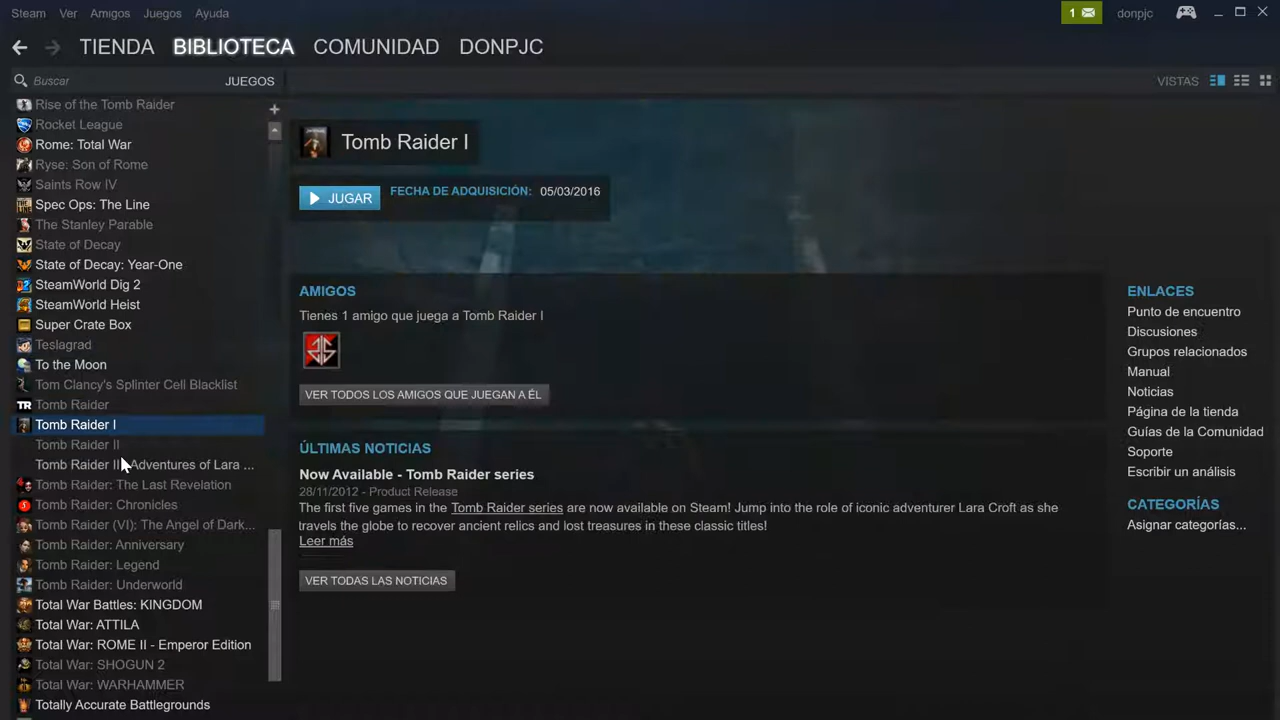 Steam Ver Amigos Juegos Ayuda
1 donpjc
TIENDA BIBLIOTECA COMUNIDAD DONPJC
Buscar JUEGOS
VISTAS
Rise of the Tomb Raider
Rocket League
Rome: Total War
Ryse: Son of Rome
Saints Row IV
Spec Ops: The Line
The Stanley Parable
State of Decay
State of Decay: Year-One
SteamWorld Dig 2
SteamWorld Heist
Super Crate Box
Teslagrad
To the Moon
Tom Clancy's Splinter Cell Blacklist
TR Tomb Raider
Tomb Raider I
Tomb Raider II
Tomb Raider Adventures of Lara ...
Tomb Raider: The Last Revelation
Tomb Raider: Chronicles
Tomb Raider (VI): The Angel of Dark...
Tomb Raider: Anniversary
Tomb Raider: Legend
Tomb Raider: Underworld
Total War Battles: KINGDOM
Total War: ATTILA
Total War: ROME II - Emperor Edition
Total War: SHOGUN 2
Total War: WARHAMMER
Totally Accurate Battlegrounds
Tomb Raider I
JUGAR
FECHA DE ADQUISICIÓN: 05/03/2016
AMIGOS
Tienes 1 amigo que juega a Tomb Raider I
VER TODOS LOS AMIGOS QUE JUEGAN A ÉL
ÚLTIMAS NOTICIAS
Now Available - Tomb Raider series
28/11/2012 - Product Release
The first five games in the Tomb Raider series are now available on Steam! Jump into the role of iconic adventurer Lara Croft as she
travels the globe to recover ancient relics and lost treasures in these classic titles!
Leer más
VER TODAS LAS NOTICIAS
ENLACES
Punto de encuentro
Discusiones
Grupos relacionados
Manual
Noticias
Página de la tienda
Guías de la Comunidad
Soporte
Escribir un análisis
CATEGORÍAS
Asignar categorías...